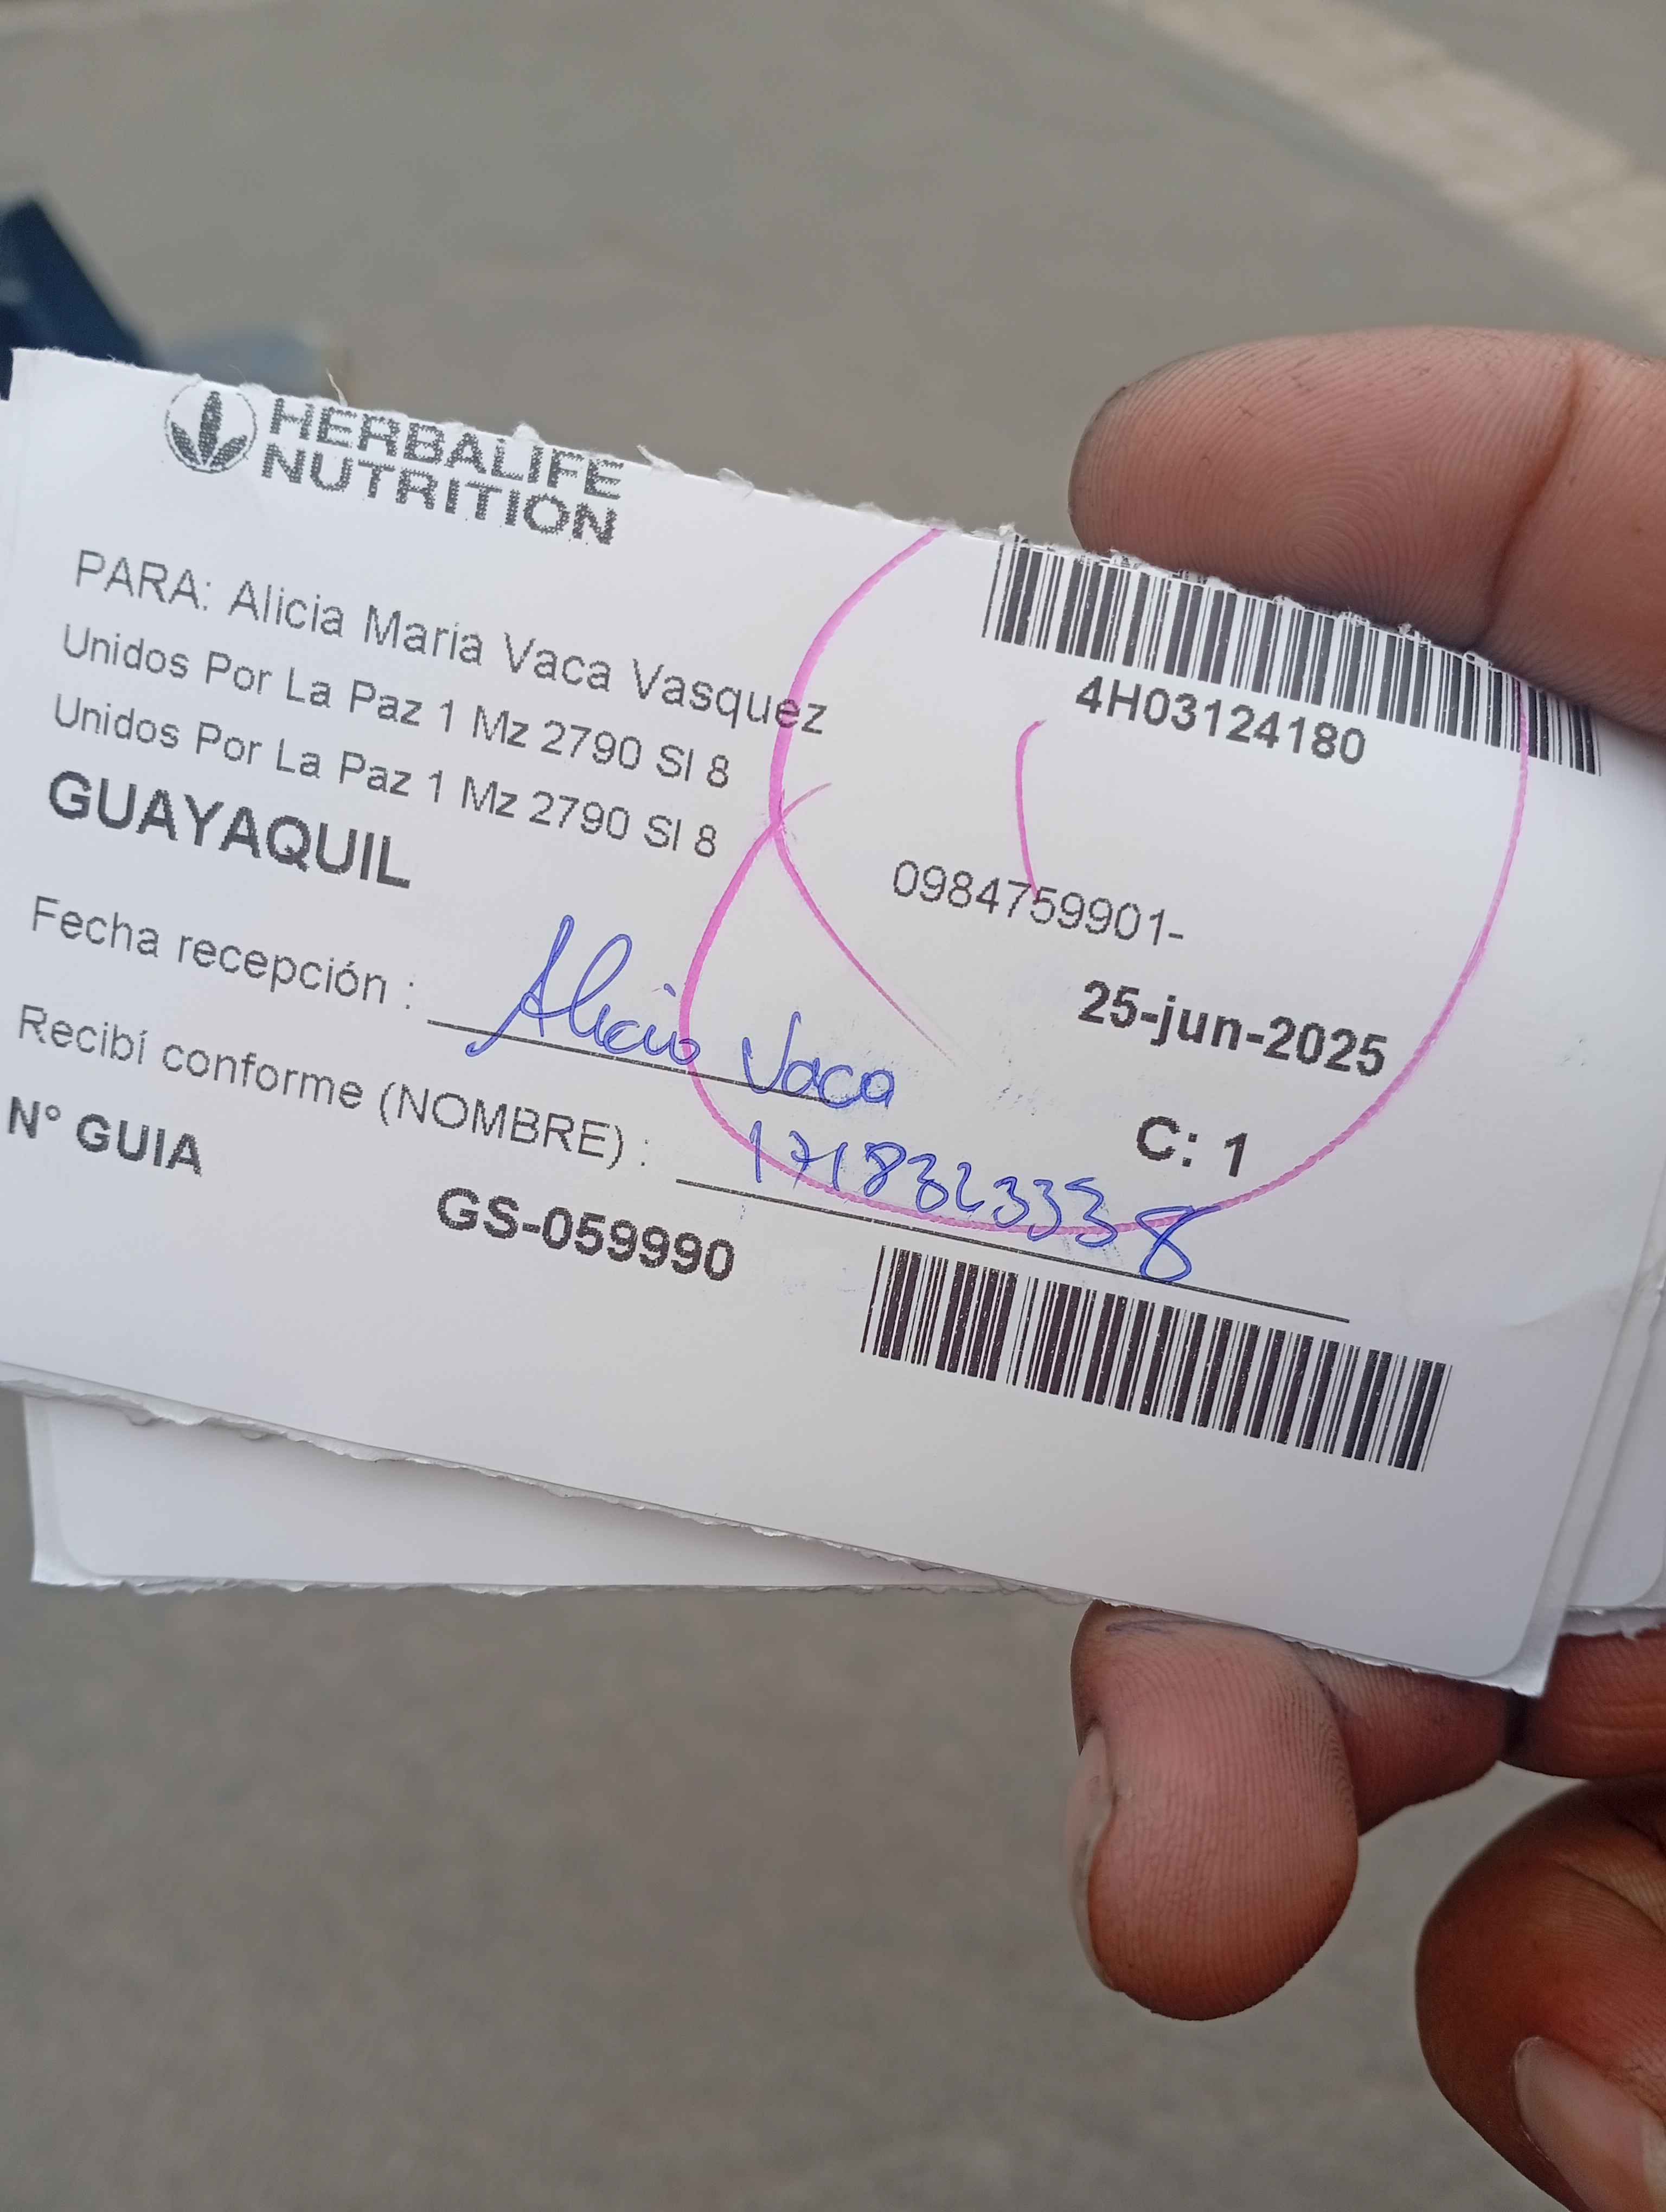 HERBALIFE
NUTRITION
4H03124180
PARA: Alicia María Vaca Vasquez
Unidos Por La Paz 1 Mz 2790 Sl 8
Unidos Por La Paz 1 Mz 2790 Sl 8
GUAYAQUIL
0984759901-
25-jun-2025
Fecha recepción : Alicia Vaca
C: 1
Recibí conforme (NOMBRE) : 1718323338
N° GUIA
GS-059990